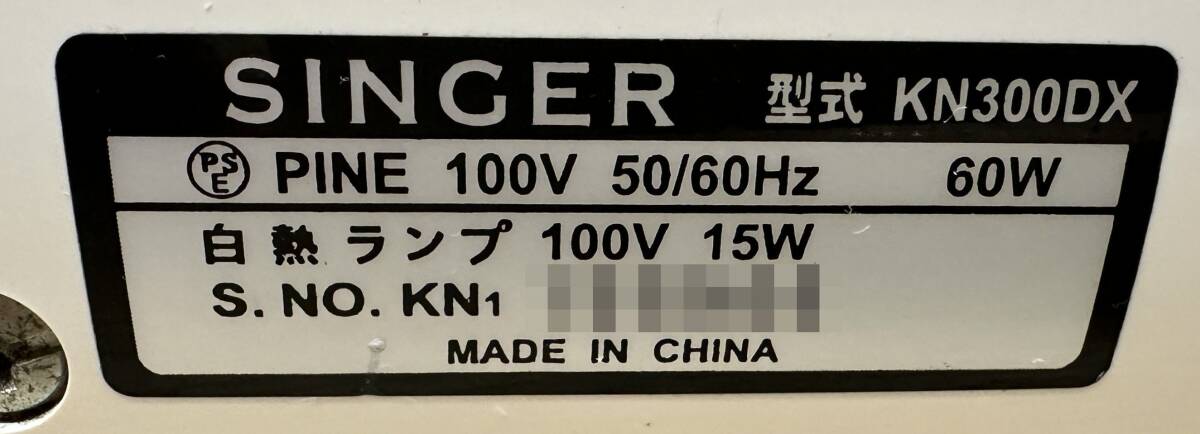 SINGER 型式 KN300DX
PSE PINE 100V 50/60Hz 60W
白熱ランプ 100V 15W
S. NO. KN1
MADE IN CHINA